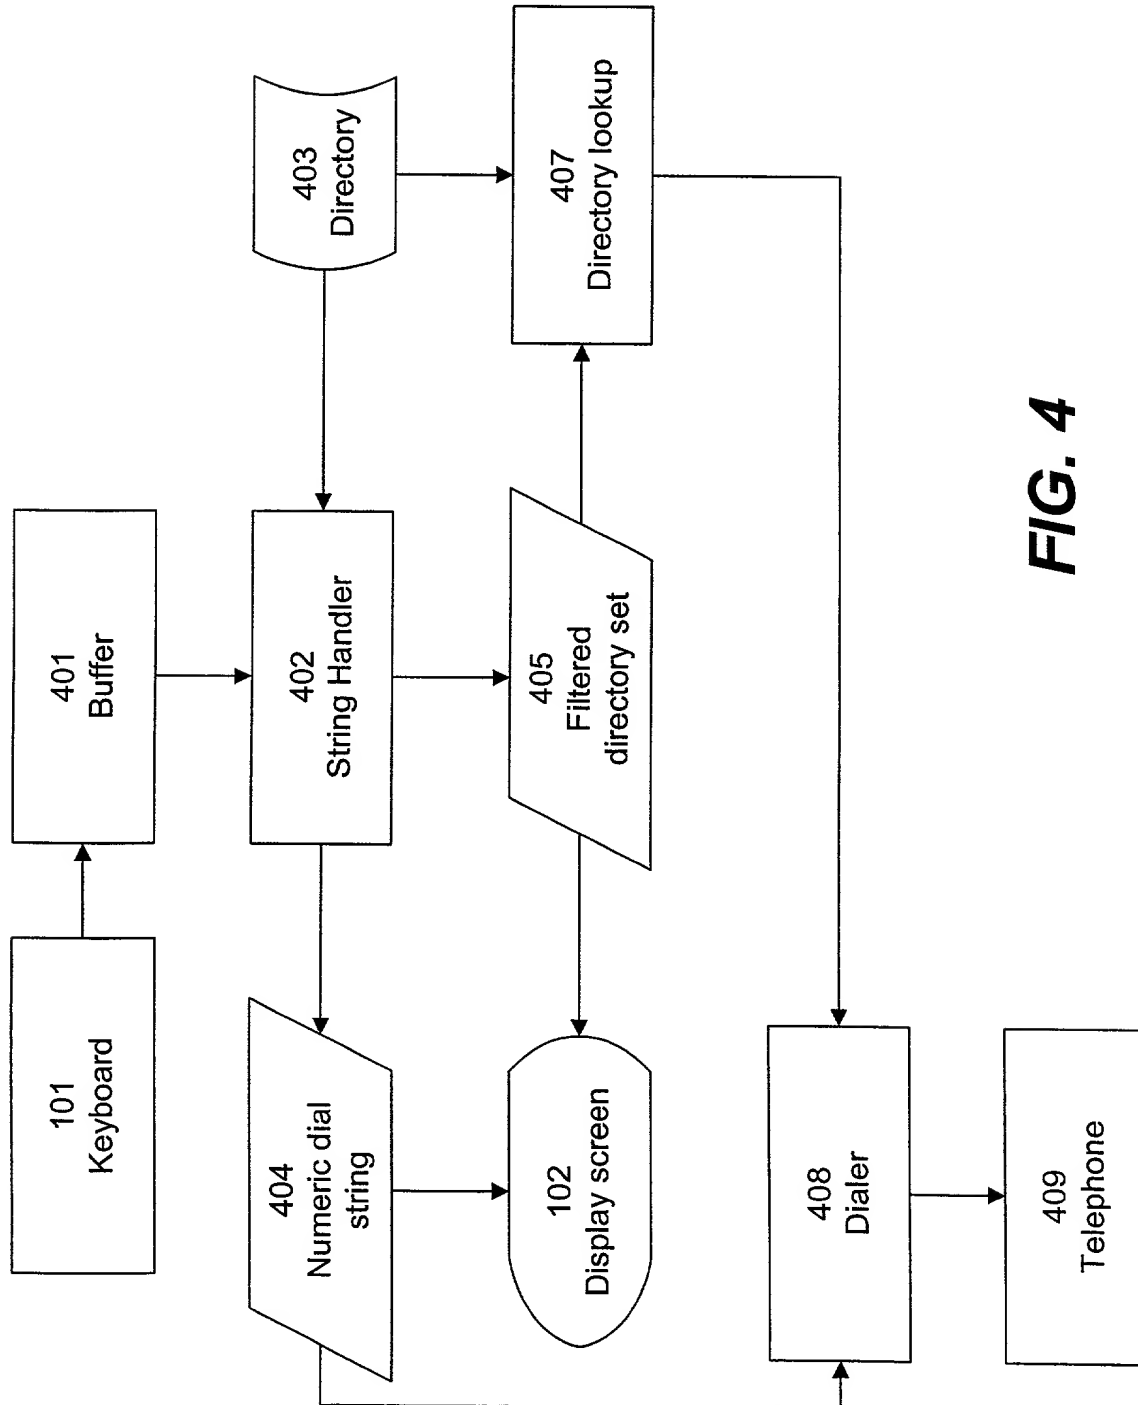 101
Keyboard
401
Buffer
404
Numeric dial
string
402
String Handler
403
Directory
102
Display screen
405
Filtered
directory set
407
Directory lookup
408
Dialer
409
Telephone
FIG. 4